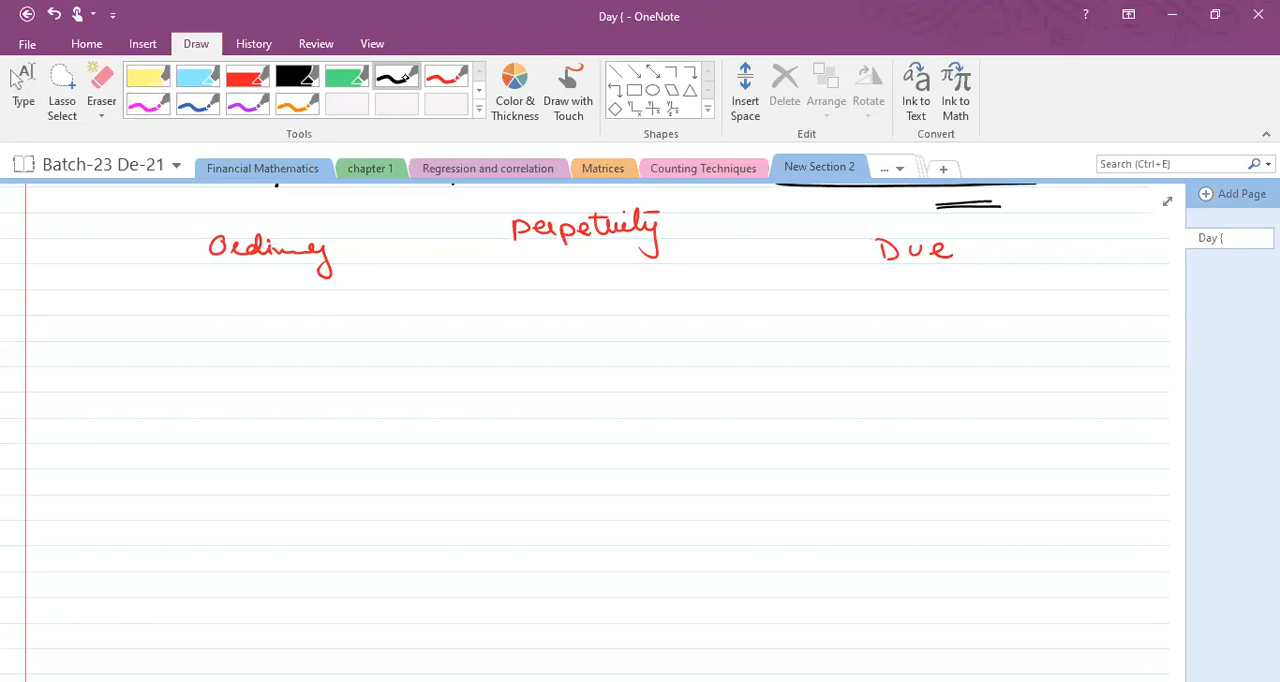 Day { - OneNote
?
File Home Insert Draw History Review View
Type
Lasso Select
Eraser
Color & Thickness
Draw with Touch
Insert Space
Delete
Arrange
Rotate
Ink to Text
Ink to Math
Tools Shapes Edit Convert
Batch-23 De-21 Financial Mathematics chapter 1 Regression and correlation Matrices Counting Techniques New Section 2 ... Search (Ctrl+E)
Add Page
Day {
perpetuity
Ordinary Due